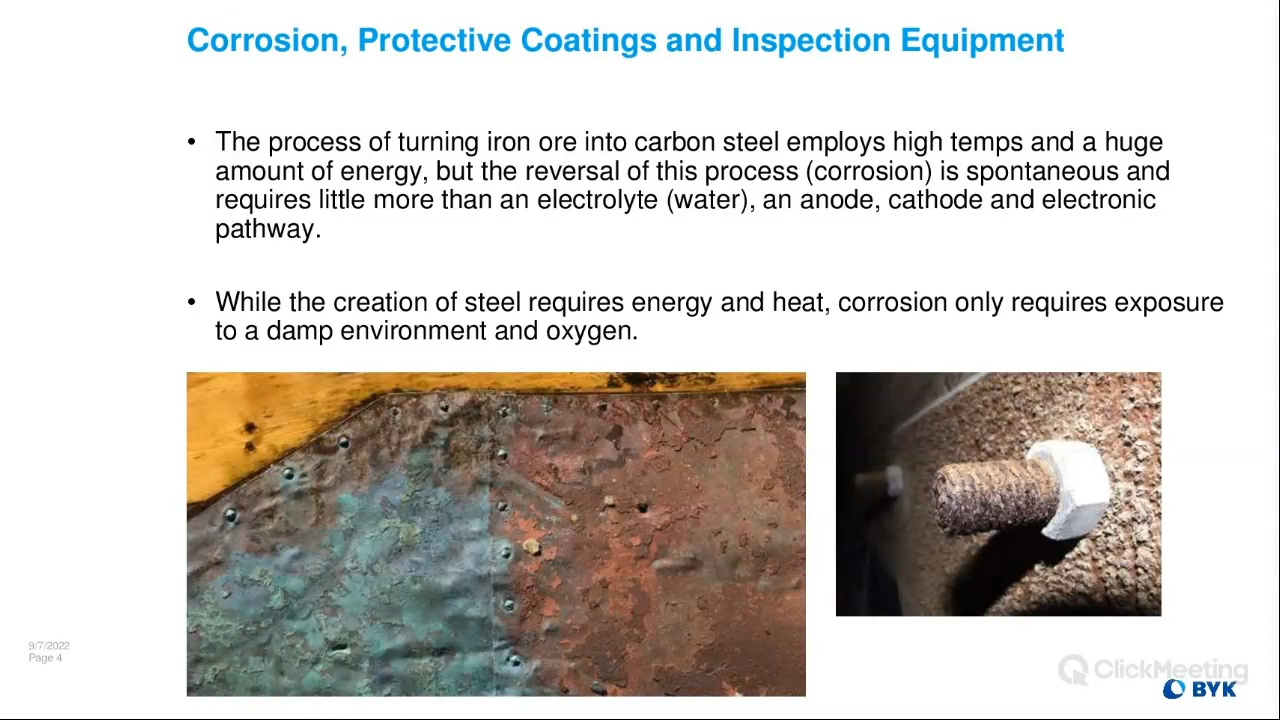 Corrosion, Protective Coatings and Inspection Equipment
• The process of turning iron ore into carbon steel employs high temps and a huge
amount of energy, but the reversal of this process (corrosion) is spontaneous and
requires little more than an electrolyte (water), an anode, cathode and electronic
pathway.
• While the creation of steel requires energy and heat, corrosion only requires exposure
to a damp environment and oxygen.
9/7/2022
Page 4
ClickMeeting
BYK